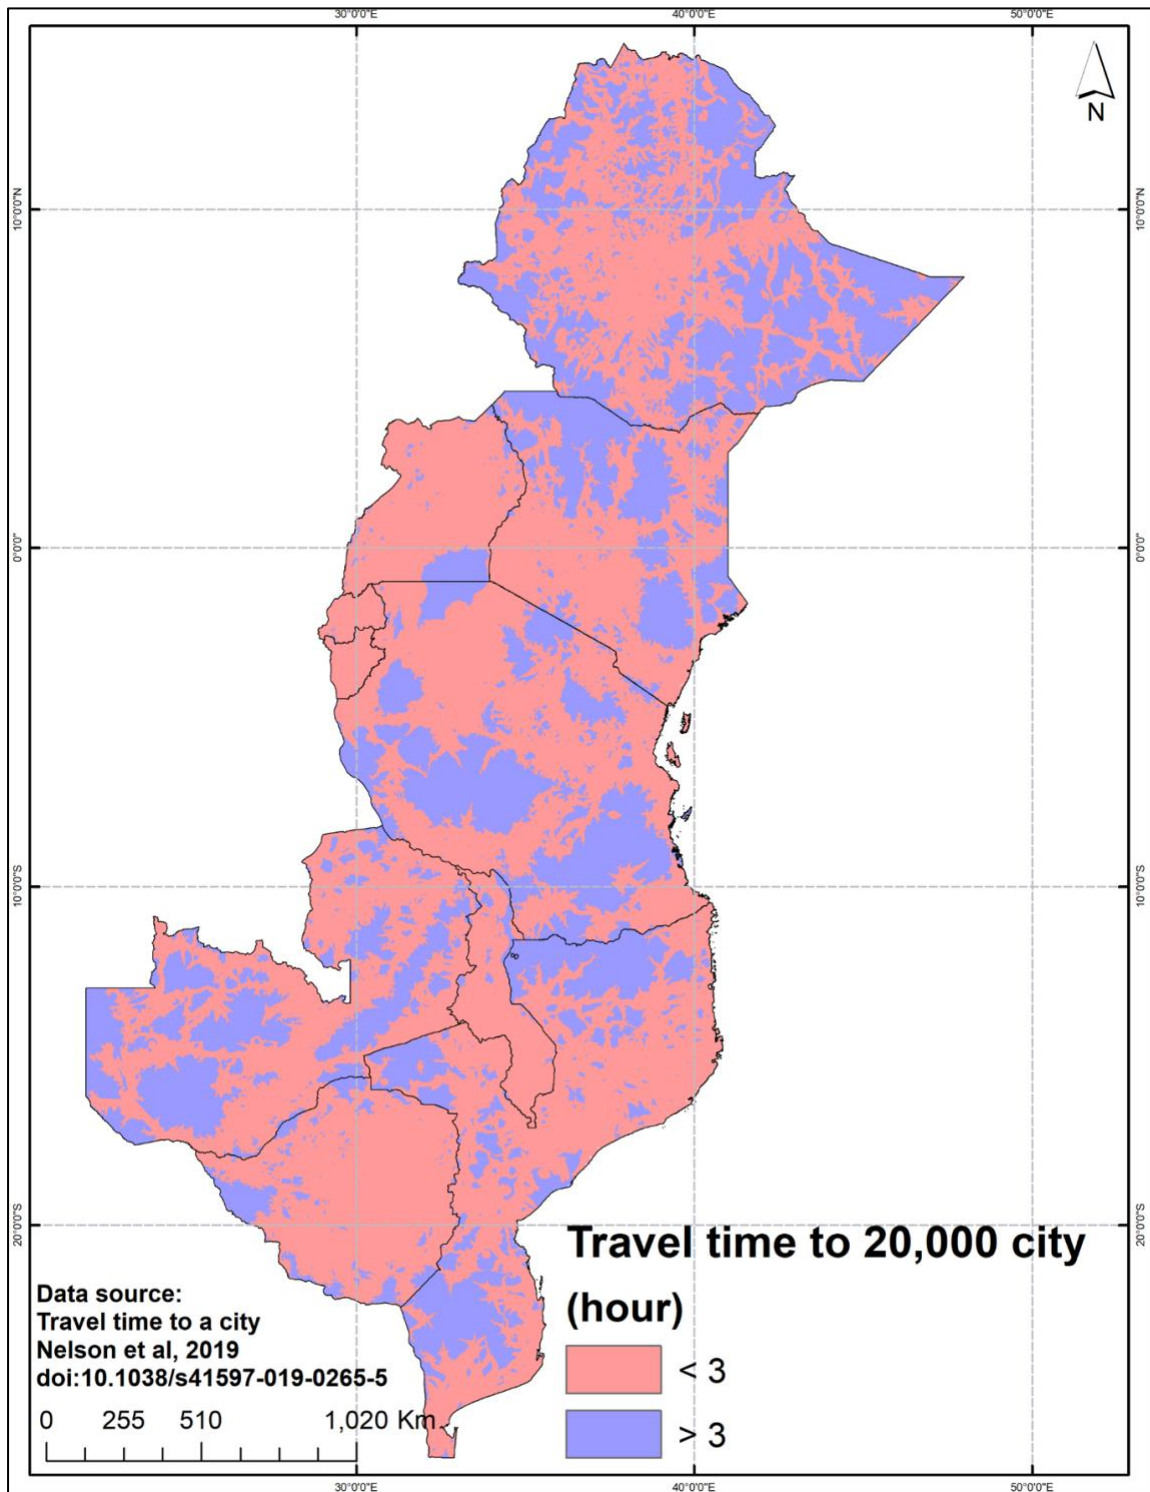 30°0'0"E 40°0'0"E 50°0'0"E
N
10°0'0"N 10°0'0"N
0°0'0" 0°0'0"
10°0'0"S 10°0'0"S
20°0'0"S 20°0'0"S
Travel time to 20,000 city
(hour)
< 3
> 3
Data source:
Travel time to a city
Nelson et al, 2019
doi:10.1038/s41597-019-0265-5
0 255 510 1,020 Km
30°0'0"E 40°0'0"E 50°0'0"E